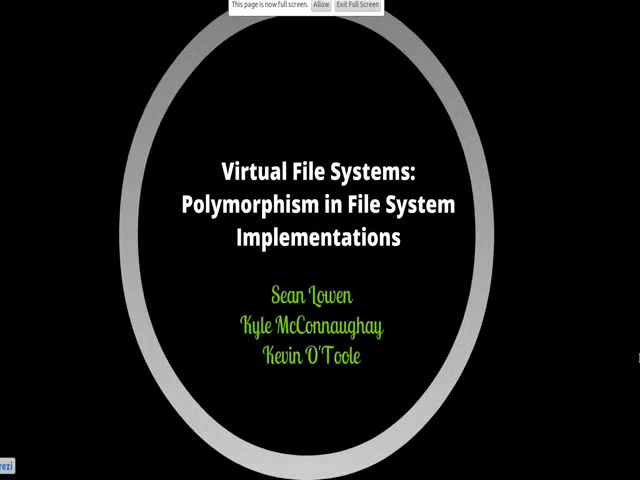 This page is now full screen. Allow Exit Full Screen
Virtual File Systems:
Polymorphism in File System
Implementations
Sean Lowen
Kyle McConnaughay
Kevin O'Toole
rezi